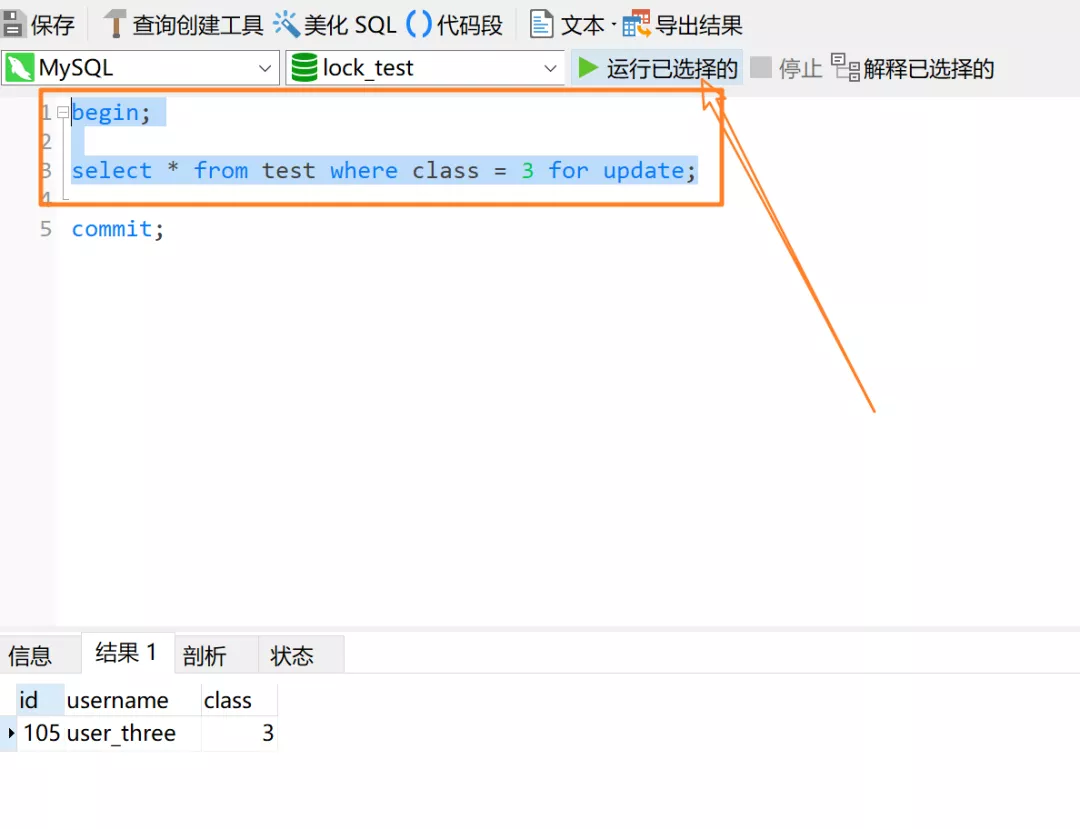 保存 查询创建工具 美化 SQL 代码段 文本 · 导出结果
MySQL lock_test 运行已选择的 停止 解释已选择的
1 begin;
2
3 select * from test where class = 3 for update;
4
5 commit;
信息 结果 1 剖析 状态
id username class
105 user_three 3